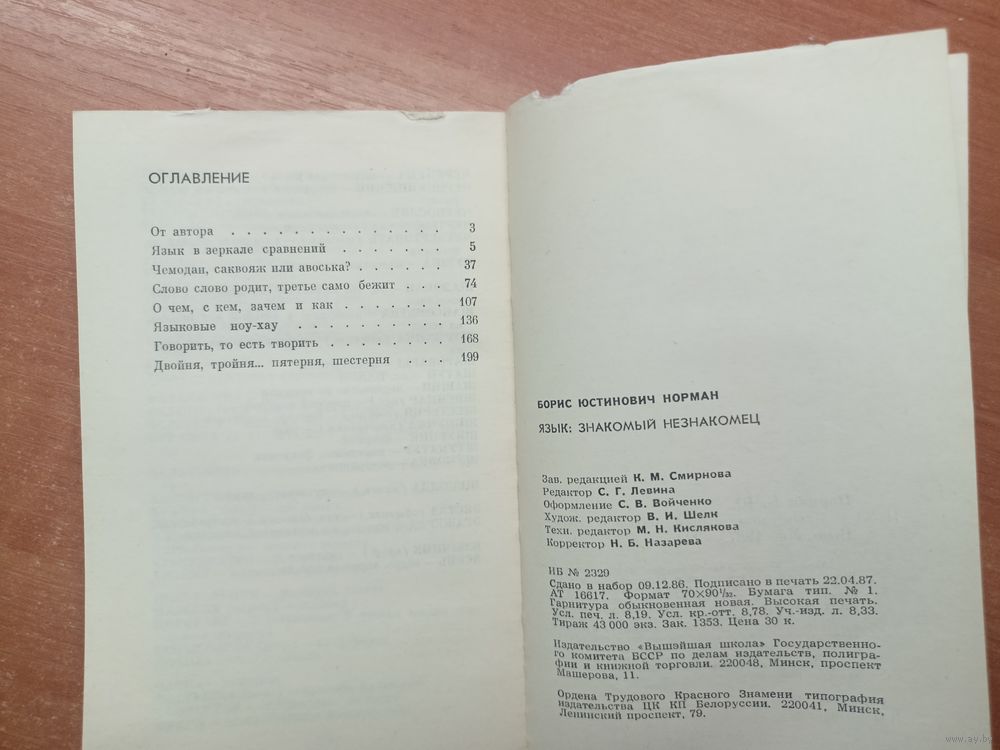 ОГЛАВЛЕНИЕ
От автора . . . . . . . . . . . . . . 3
Язык в зеркале сравнений . . . . . . . 5
Чемодан, саквояж или авоська? . . . . . . 37
Слово слово родит, третье само бежит . . . 74
О чем, с кем, зачем и как . . . . . . . 107
Языковые ноу-хау . . . . . . . . . . 136
Говорить, то есть творить . . . . . . . . 168
Двойня, тройня... пятерня, шестерня . . . 199
БОРИС ЮСТИНОВИЧ НОРМАН
ЯЗЫК: ЗНАКОМЫЙ НЕЗНАКОМЕЦ
Зав. редакцией К. М. Смирнова
Редактор С. Г. Левина
Оформление С. В. Войченко
Худож. редактор В. И. Шелк
Техн. редактор М. Н. Кислякова
Корректор Н. Б. Назарева
ИБ № 2329
Сдано в набор 09.12.86. Подписано в печать 22.04.87.
АТ 16617. Формат 70×90¹/₃₂. Бумага тип. № 1.
Гарнитура обыкновенная новая. Высокая печать.
Усл. печ. л. 8,19. Усл. кр.-отт. 8,78. Уч.-изд. л. 8,33.
Тираж 43 000 экз. Зак. 1353. Цена 30 к.
Издательство «Вышэйшая школа» Государственно-
го комитета БССР по делам издательств, полигра-
фии и книжной торговли. 220048, Минск, проспект
Машерова, 11.
Ордена Трудового Красного Знамени типография
издательства ЦК КП Белоруссии. 220041, Минск,
Ленинский проспект, 79.
www.ay.by